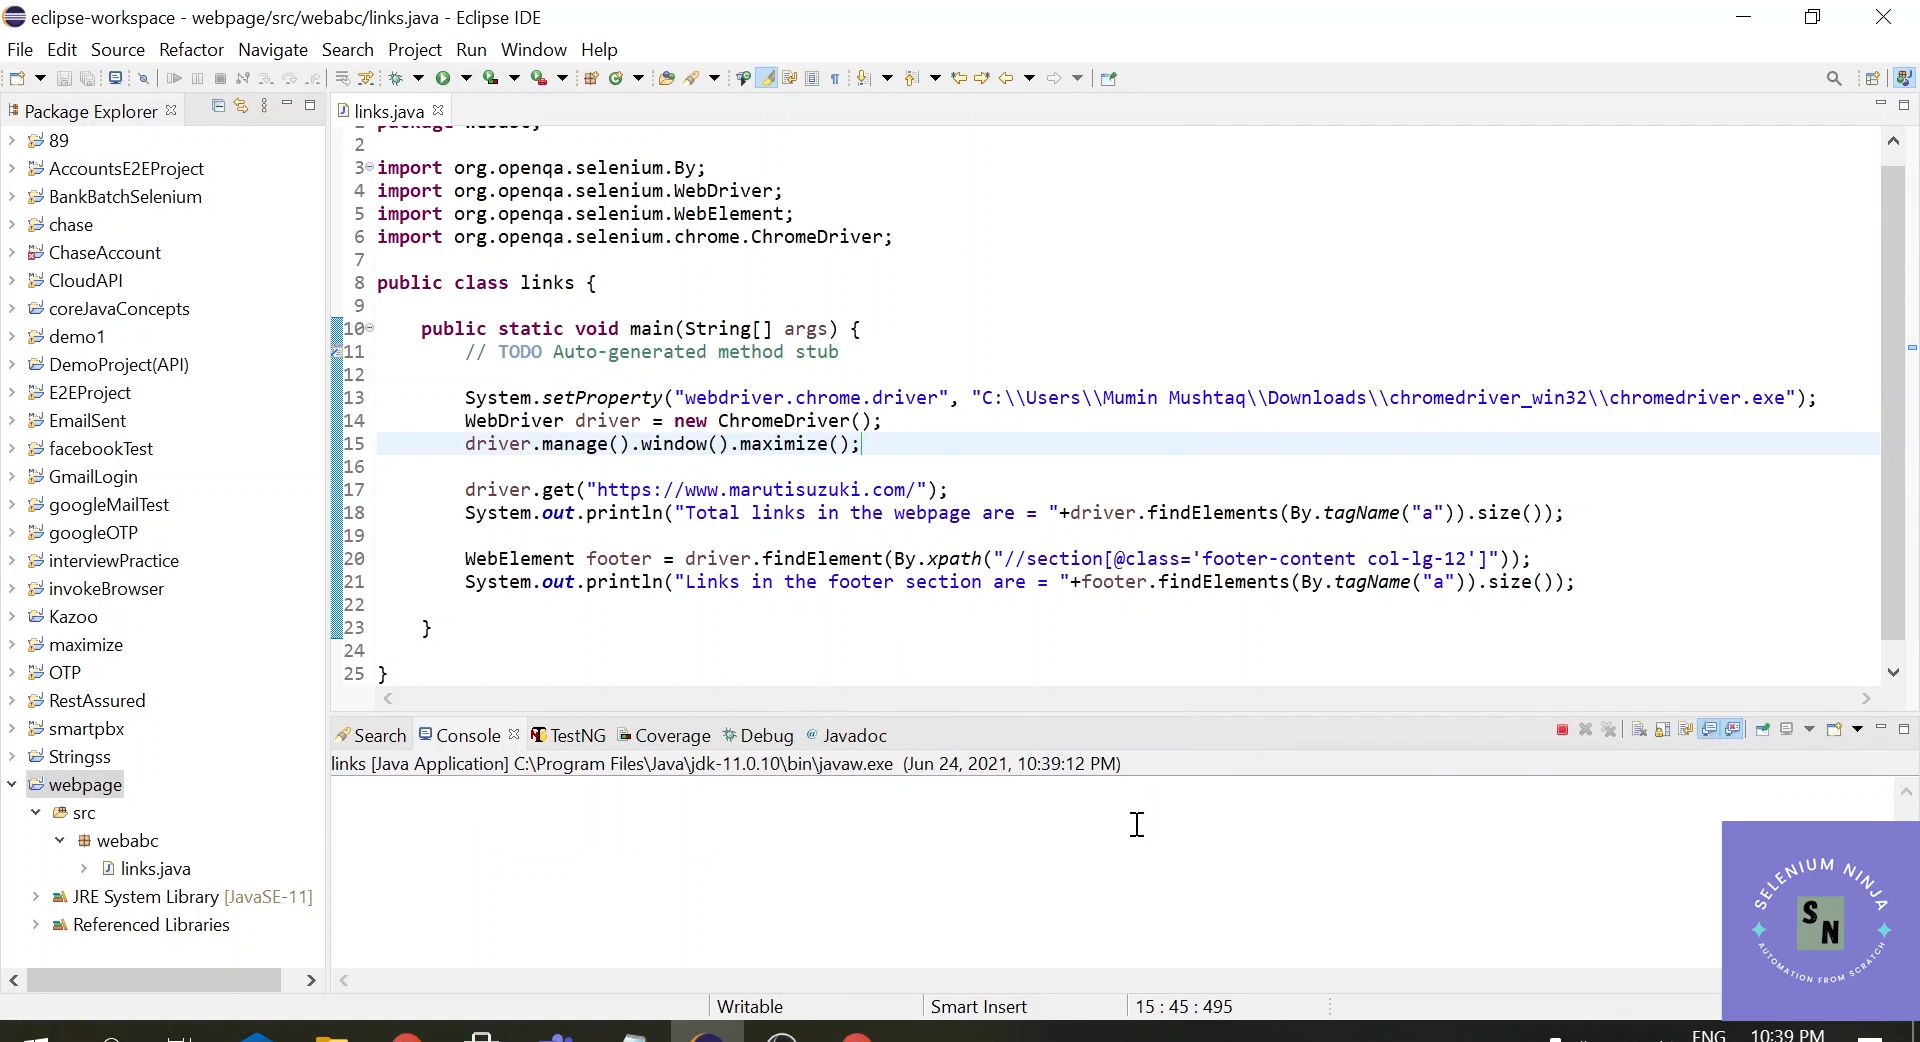 eclipse-workspace - webpage/src/webabc/links.java - Eclipse IDE
File Edit Source Refactor Navigate Search Project Run Window Help
Package Explorer
links.java
89
AccountsE2EProject
BankBatchSelenium
chase
ChaseAccount
CloudAPI
coreJavaConcepts
demo1
DemoProject(API)
E2EProject
EmailSent
facebookTest
GmailLogin
googleMailTest
googleOTP
interviewPractice
invokeBrowser
Kazoo
maximize
OTP
RestAssured
smartpbx
Stringss
webpage
src
webabc
links.java
JRE System Library [JavaSE-11]
Referenced Libraries
package
2
3 import org.openqa.selenium.By;
4 import org.openqa.selenium.WebDriver;
5 import org.openqa.selenium.WebElement;
6 import org.openqa.selenium.chrome.ChromeDriver;
7
8 public class links {
9
10 public static void main(String[] args) {
11 // TODO Auto-generated method stub
12
13 System.setProperty("webdriver.chrome.driver", "C:\\Users\\Mumin Mushtaq\\Downloads\\chromedriver_win32\\chromedriver.exe");
14 WebDriver driver = new ChromeDriver();
15 driver.manage().window().maximize();
16
17 driver.get("https://www.marutisuzuki.com/");
18 System.out.println("Total links in the webpage are = "+driver.findElements(By.tagName("a")).size());
19
20 WebElement footer = driver.findElement(By.xpath("//section[@class='footer-content col-lg-12']"));
21 System.out.println("Links in the footer section are = "+footer.findElements(By.tagName("a")).size());
22
23 }
24
25 }
Search Console TestNG Coverage Debug @ Javadoc
links [Java Application] C:\Program Files\Java\jdk-11.0.10\bin\javaw.exe (Jun 24, 2021, 10:39:12 PM)
SELENIUM NINJA
SN
AUTOMATION FROM SCRATCH
Writable Smart Insert 15 : 45 : 495
ENG 10:39 PM